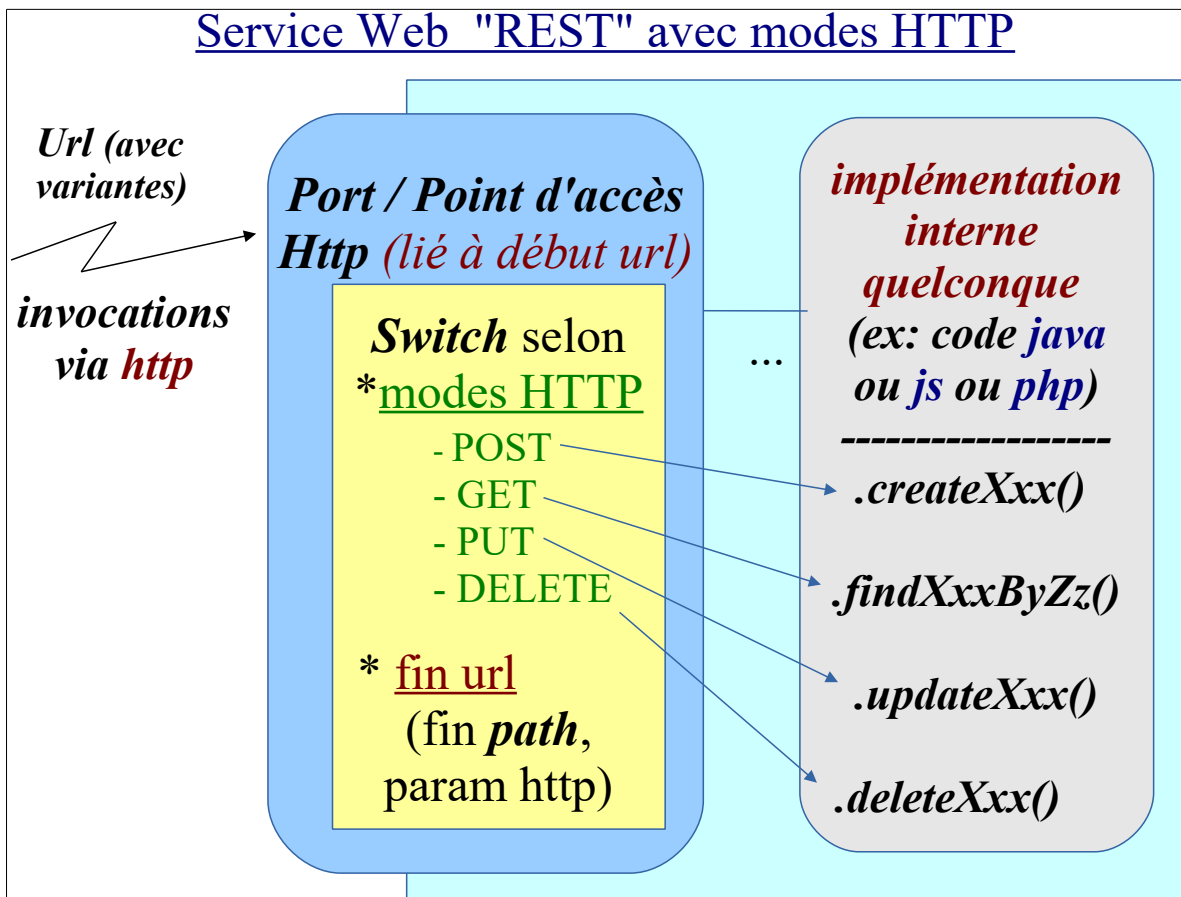 Service Web "REST" avec modes HTTP
Url (avec
variantes)
invocations
via http
Port / Point d'accès
Http (lié à début url)
Switch selon
*modes HTTP
- POST
- GET
- PUT
- DELETE
* fin url
(fin path,
param http)
...
implémentation
interne
quelconque
(ex: code java
ou js ou php)
------------------
.createXxx()
.findXxxByZz()
.updateXxx()
.deleteXxx()